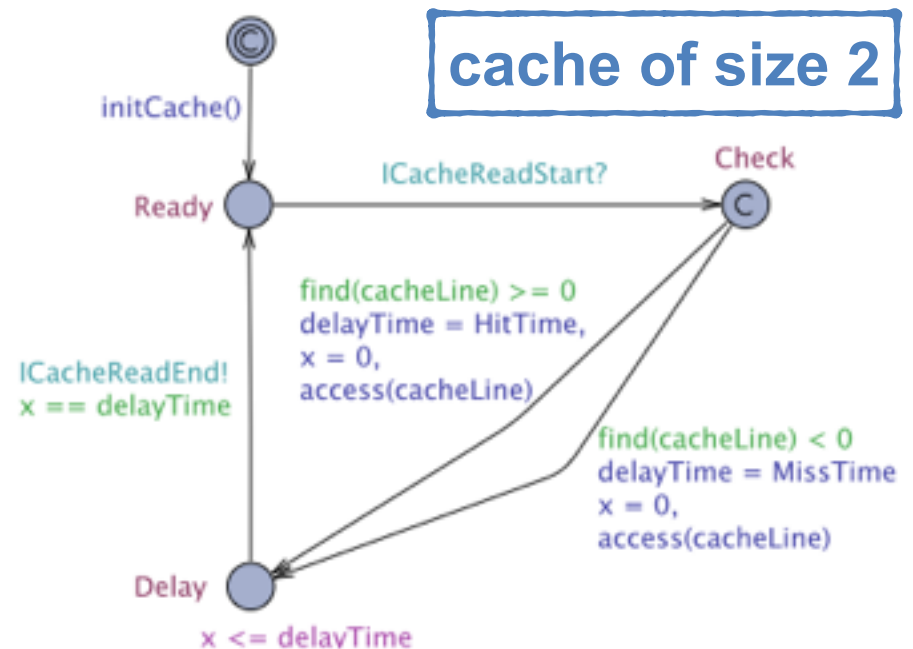 C
cache of size 2
initCache()
ICacheReadStart?
Check
Ready
C
find(cacheLine) >= 0
delayTime = HitTime,
x = 0,
access(cacheLine)
ICacheReadEnd!
x == delayTime
find(cacheLine) < 0
delayTime = MissTime
x = 0,
access(cacheLine)
Delay
x <= delayTime